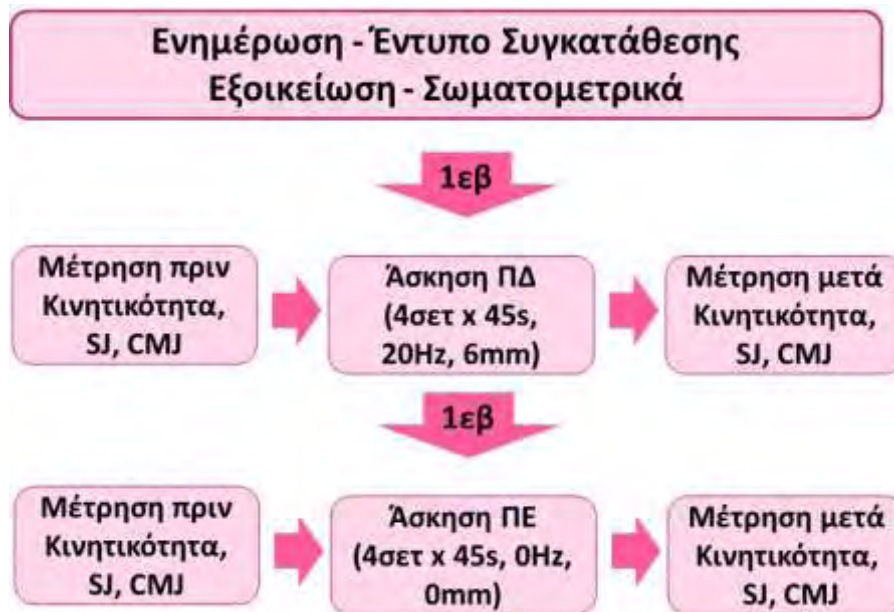 Ενημέρωση - Έντυπο Συγκατάθεσης
Εξοικείωση - Σωματομετρικά
1εβ
Μέτρηση πριν
Κινητικότητα,
SJ, CMJ
Άσκηση ΠΔ
(4σετ x 45s,
20Hz, 6mm)
Μέτρηση μετά
Κινητικότητα,
SJ, CMJ
1εβ
Μέτρηση πριν
Κινητικότητα,
SJ, CMJ
Άσκηση ΠΕ
(4σετ x 45s, 0Hz,
0mm)
Μέτρηση μετά
Κινητικότητα,
SJ, CMJ